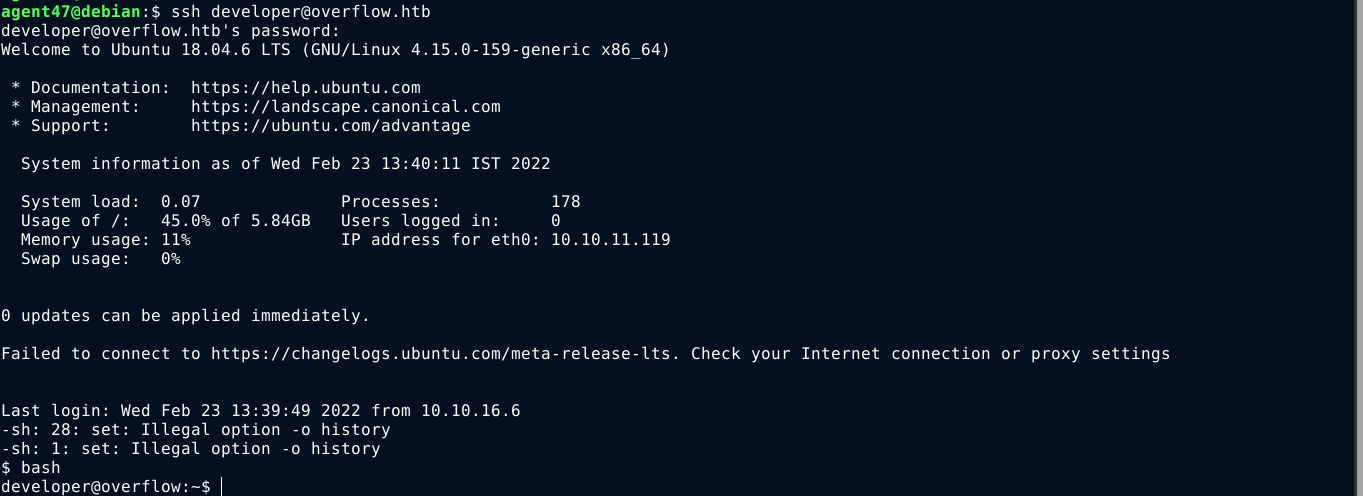 agent47@debian:$ ssh developer@overflow.htb
developer@overflow.htb's password:
Welcome to Ubuntu 18.04.6 LTS (GNU/Linux 4.15.0-159-generic x86_64)
* Documentation:  https://help.ubuntu.com
* Management:     https://landscape.canonical.com
* Support:        https://ubuntu.com/advantage
System information as of Wed Feb 23 13:40:11 IST 2022
System load:  0.07               Processes:           178
Usage of /:   45.0% of 5.84GB   Users logged in:     0
Memory usage: 11%               IP address for eth0: 10.10.11.119
Swap usage:   0%
0 updates can be applied immediately.
Failed to connect to https://changelogs.ubuntu.com/meta-release-lts. Check your Internet connection or proxy settings
Last login: Wed Feb 23 13:39:49 2022 from 10.10.16.6
-sh: 28: set: Illegal option -o history
-sh: 1: set: Illegal option -o history
$ bash
developer@overflow:~$